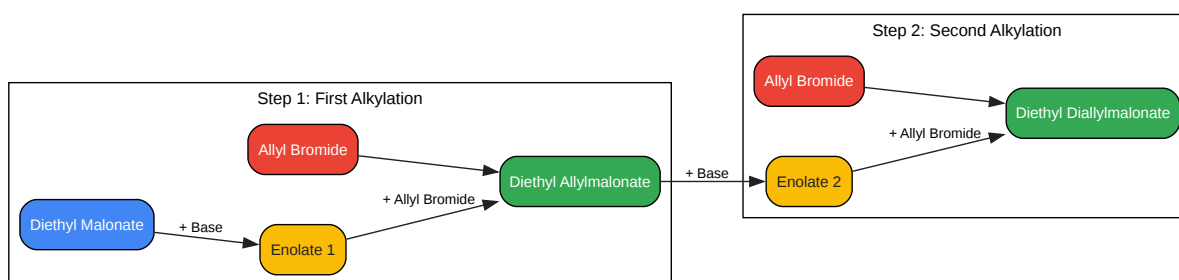 Step 1: First Alkylation
Allyl Bromide
Diethyl Malonate
+ Base
Enolate 1
+ Allyl Bromide
Diethyl Allylmalonate
+ Base
Step 2: Second Alkylation
Allyl Bromide
Enolate 2
+ Allyl Bromide
Diethyl Diallylmalonate